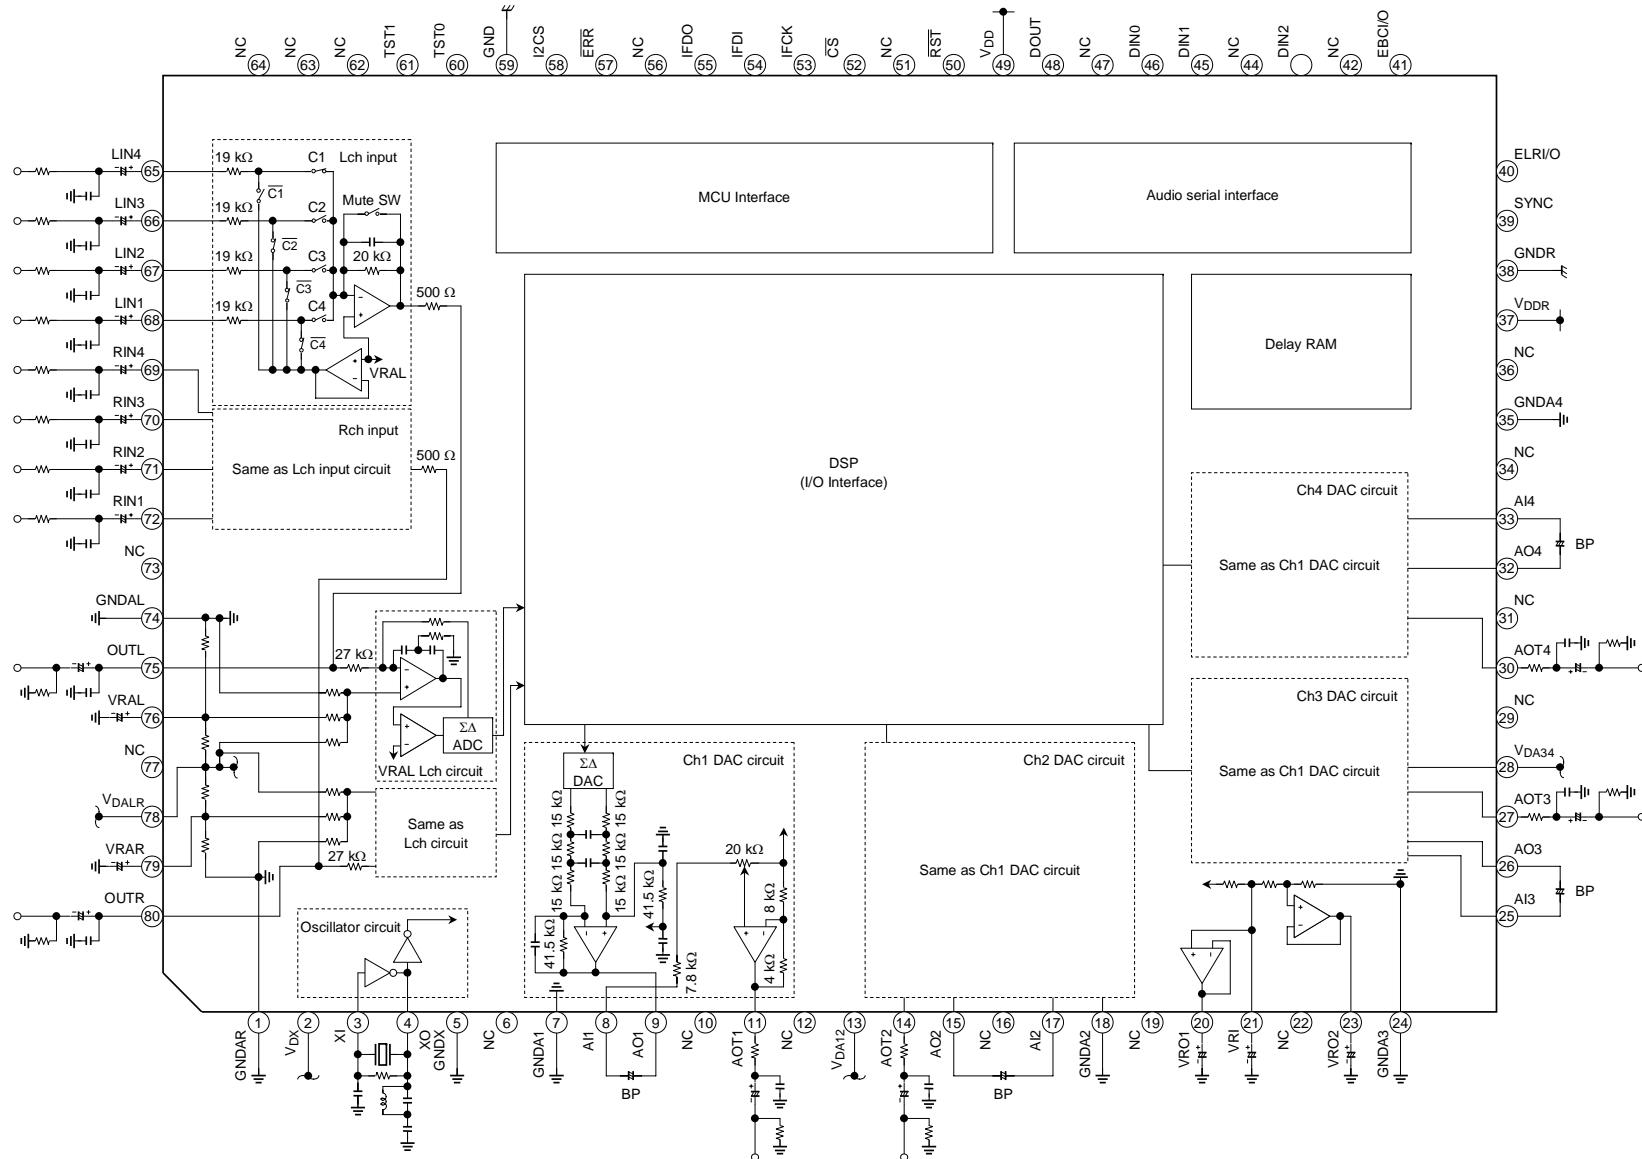 NC
NC
NC
TST1
TST0
GND
I2CS
ERR
NC
IFDO
IFDI
IFCK
CS
NC
RST
VDD
DOUT
NC
DIN0
DIN1
NC
DIN2
NC
EBCI/O
64
63
62
61
60
59
58
57
56
55
54
53
52
51
50
49
48
47
46
45
44
42
41
LIN4
65
LIN3
66
LIN2
67
LIN1
68
RIN4
69
RIN3
70
RIN2
71
RIN1
72
NC
73
GNDAL
74
OUTL
75
VRAL
76
NC
77
VDALR
78
VRAR
79
OUTR
80
Lch input
19 kΩ
C1
C1
Mute SW
19 kΩ
C2
C2
19 kΩ
C3
20 kΩ
C3
19 kΩ
C4
500 Ω
C4
VRAL
Rch input
500 Ω
Same as Lch input circuit
27 kΩ
ΣΔ
ADC
VRAL Lch circuit
Same as
Lch circuit
27 kΩ
Oscillator circuit
MCU Interface
Audio serial interface
DSP
(I/O Interface)
Delay RAM
Ch4 DAC circuit
Same as Ch1 DAC circuit
Ch3 DAC circuit
Same as Ch1 DAC circuit
Ch1 DAC circuit
ΣΔ
DAC
15 kΩ
15 kΩ
15 kΩ
15 kΩ
15 kΩ
15 kΩ
41.5 kΩ
41.5 kΩ
20 kΩ
7.8 kΩ
8 kΩ
4 kΩ
Ch2 DAC circuit
Same as Ch1 DAC circuit
ELRI/O
40
SYNC
39
GNDR
38
VDDR
37
NC
36
GNDA4
35
NC
34
AI4
33
BP
AO4
32
NC
31
AOT4
30
NC
29
VDA34
28
AOT3
27
AO3
26
BP
AI3
25
1
2
3
4
5
6
7
8
9
10
11
12
13
14
15
16
17
18
19
20
21
22
23
24
GNDAR
VDX
XI
XO
GNDX
NC
GNDA1
AI1
AO1
NC
AOT1
NC
VDA12
AOT2
AO2
NC
AI2
GNDA2
NC
VRO1
VRI
NC
VRO2
GNDA3
BP
BP